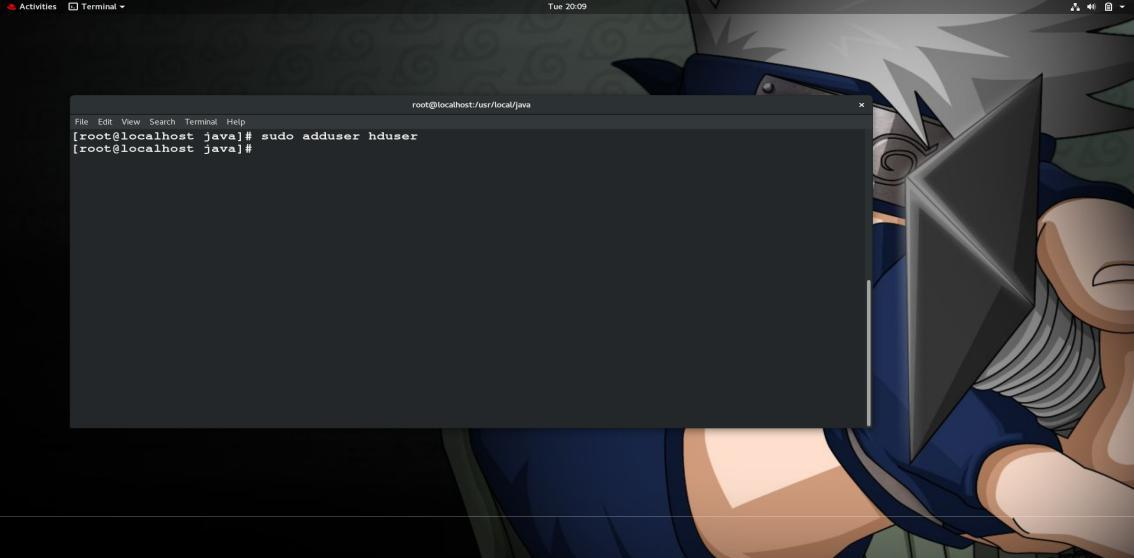 Activities Terminal Tue 20:09
root@localhost:/usr/local/java ×
File Edit View Search Terminal Help
[root@localhost java]# sudo adduser hduser
[root@localhost java]#